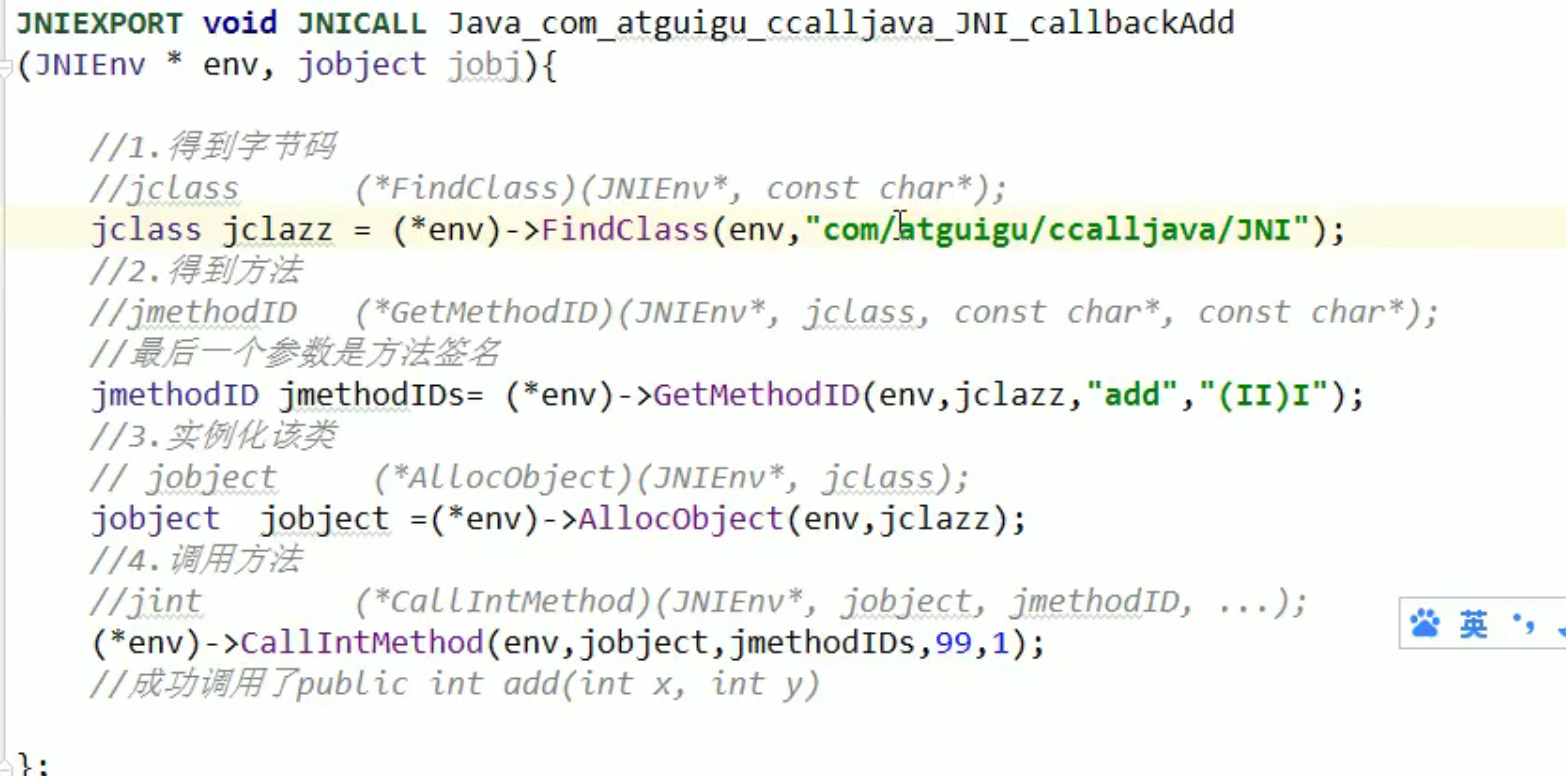 JNIEXPORT void JNICALL Java_com_atguigu_ccalljava_JNI_callbackAdd
(JNIEnv * env, jobject jobj){
//1.得到字节码
//jclass      (*FindClass)(JNIEnv*, const char*);
jclass jclazz = (*env)->FindClass(env,"com/atguigu/ccalljava/JNI");
//2.得到方法
//jmethodID   (*GetMethodID)(JNIEnv*, jclass, const char*, const char*);
//最后一个参数是方法签名
jmethodID jmethodIDs= (*env)->GetMethodID(env,jclazz,"add","(II)I");
//3.实例化该类
// jobject     (*AllocObject)(JNIEnv*, jclass);
jobject  jobject =(*env)->AllocObject(env,jclazz);
//4.调用方法
//jint        (*CallIntMethod)(JNIEnv*, jobject, jmethodID, ...);
(*env)->CallIntMethod(env,jobject,jmethodIDs,99,1);
英
//成功调用了public int add(int x, int y)
};